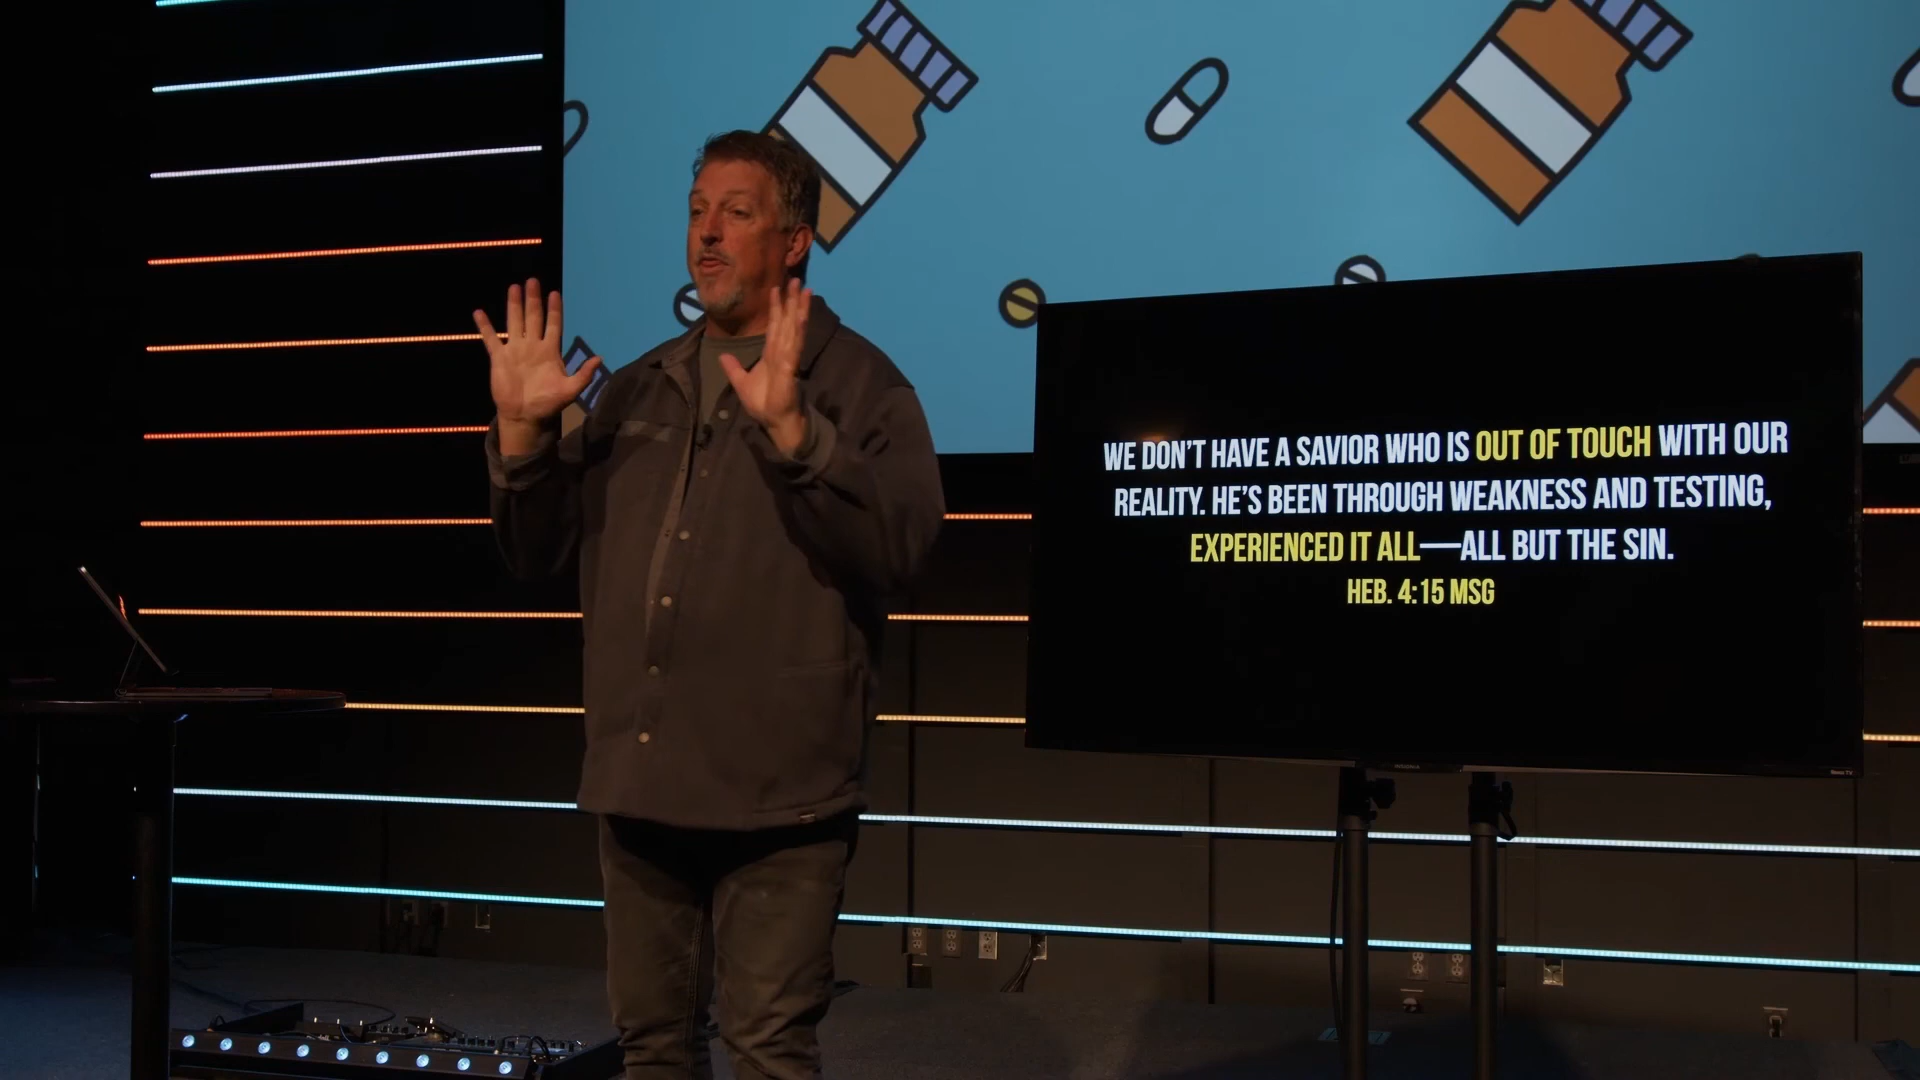 WE DON'T HAVE A SAVIOR WHO IS OUT OF TOUCH WITH OUR
REALITY. HE'S BEEN THROUGH WEAKNESS AND TESTING,
EXPERIENCED IT ALL—ALL BUT THE SIN.
HEB. 4:15 MSG